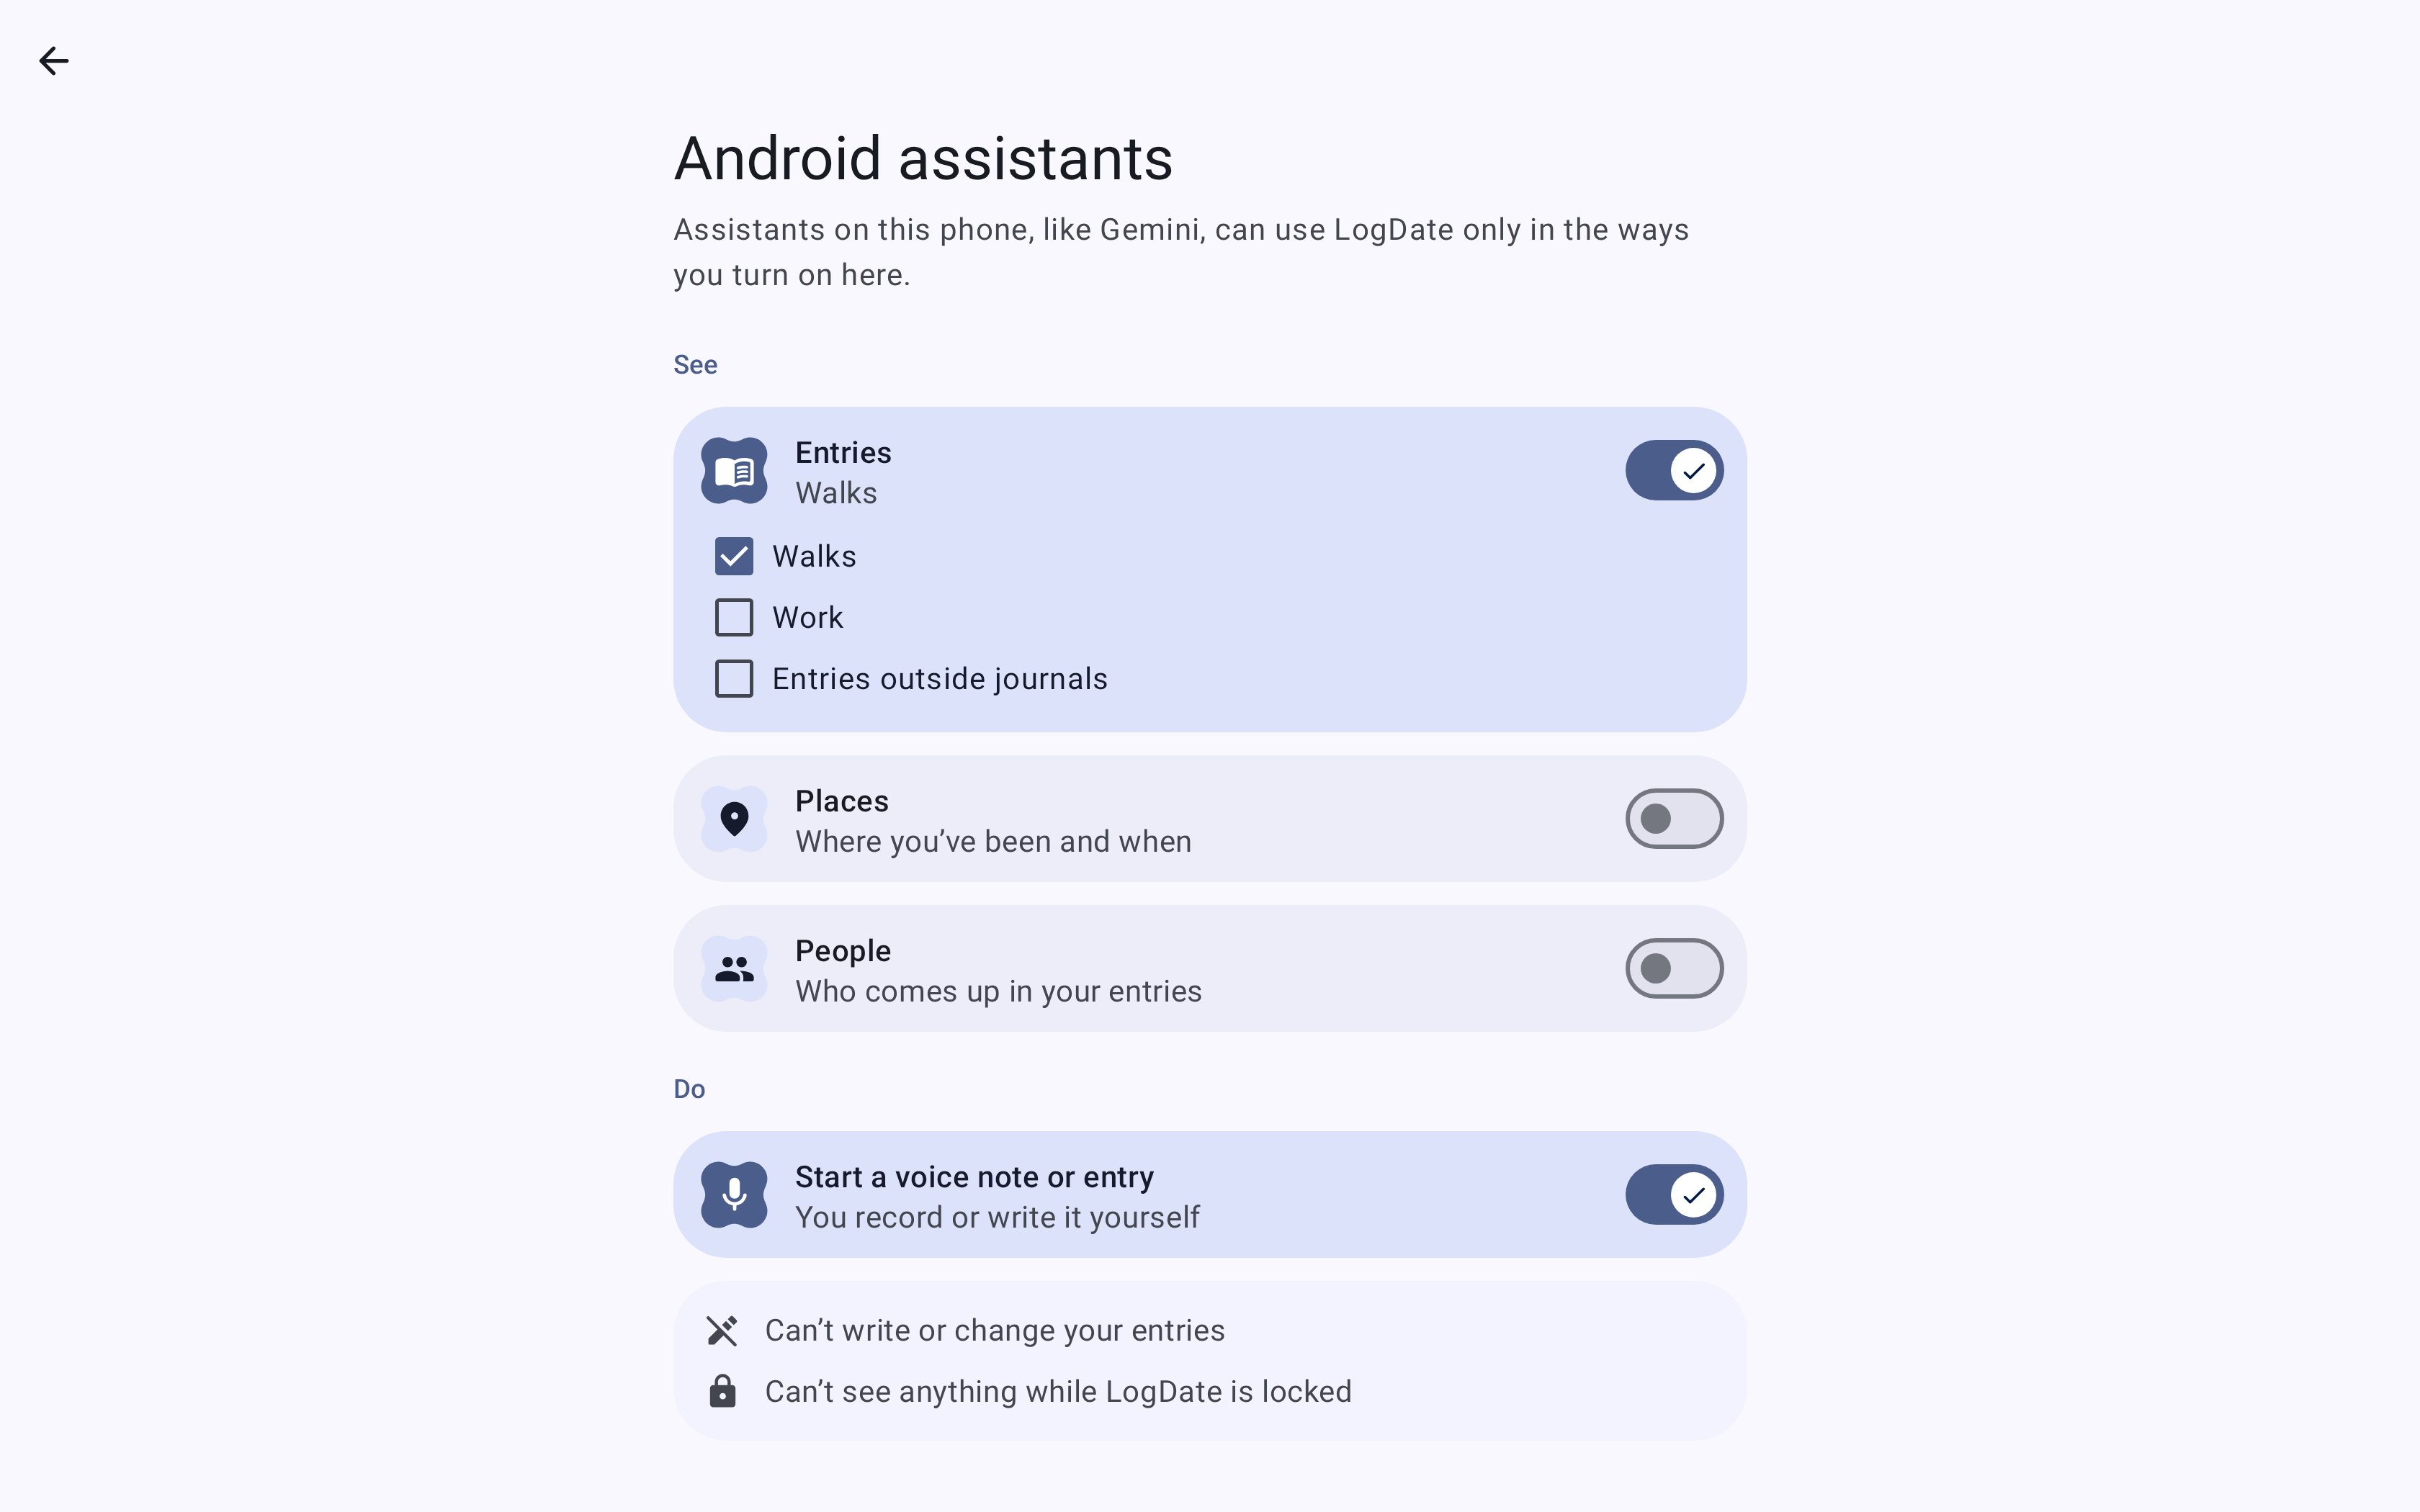 Android assistants
Assistants on this phone, like Gemini, can use LogDate only in the ways
you turn on here.
See
Entries
Walks
Walks
Work
Entries outside journals
Places
Where you’ve been and when
People
Who comes up in your entries
Do
Start a voice note or entry
You record or write it yourself
Can’t write or change your entries
Can’t see anything while LogDate is locked